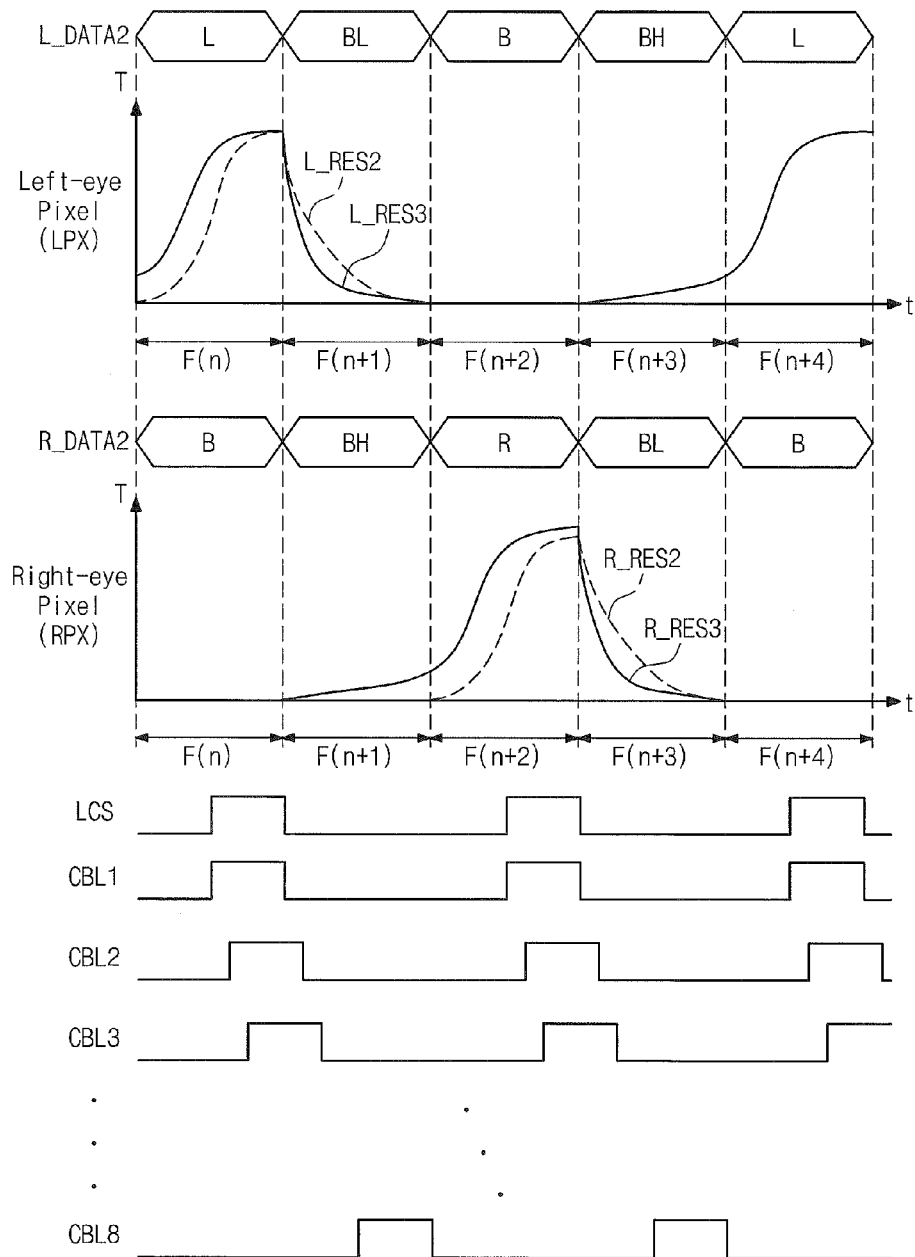 L_DATA2 L BL B BH L
T
Left-eye
Pixel
(LPX)
L_RES2
L_RES3
t
F(n) F(n+1) F(n+2) F(n+3) F(n+4)
R_DATA2 B BH R BL B
T
Right-eye
Pixel
(RPX)
R_RES2
R_RES3
t
F(n) F(n+1) F(n+2) F(n+3) F(n+4)
LCS
CBL1
CBL2
CBL3
CBL8